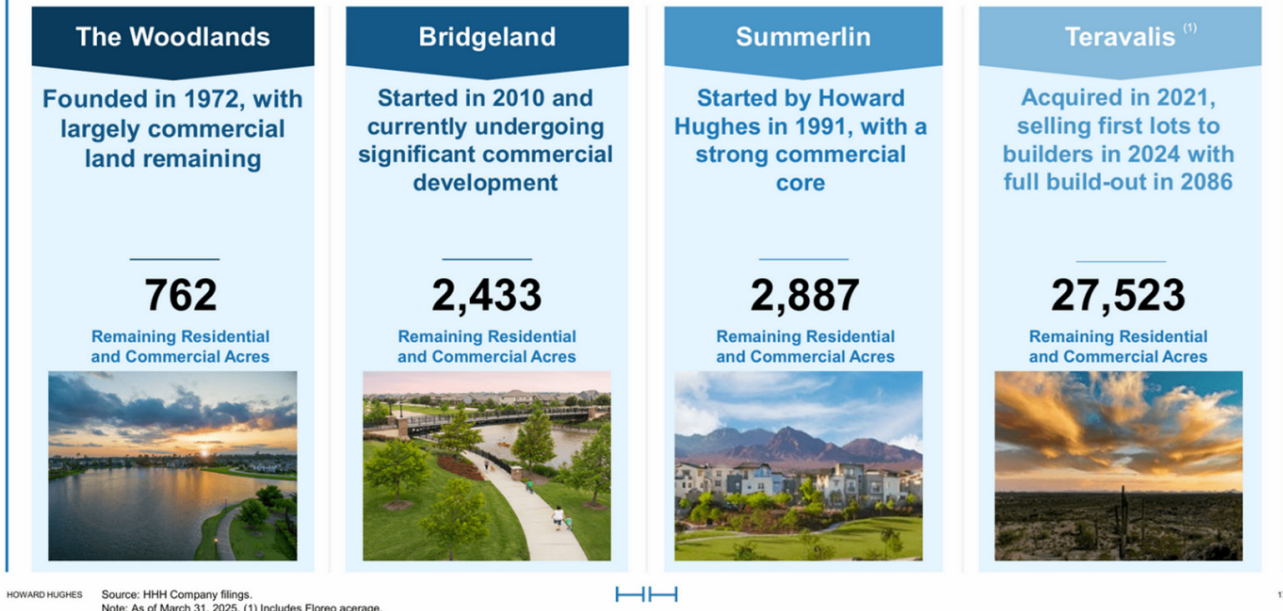 The Woodlands
Founded in 1972, with
largely commercial
land remaining
762
Remaining Residential
and Commercial Acres
Bridgeland
Started in 2010 and
currently undergoing
significant commercial
development
2,433
Remaining Residential
and Commercial Acres
Summerlin
Started by Howard
Hughes in 1991, with a
strong commercial
core
2,887
Remaining Residential
and Commercial Acres
Teravalis (1)
Acquired in 2021,
selling first lots to
builders in 2024 with
full build-out in 2086
27,523
Remaining Residential
and Commercial Acres
HOWARD HUGHES
Source: HHH Company filings.
Note: As of March 31, 2025. (1) Includes Floreo acerage.